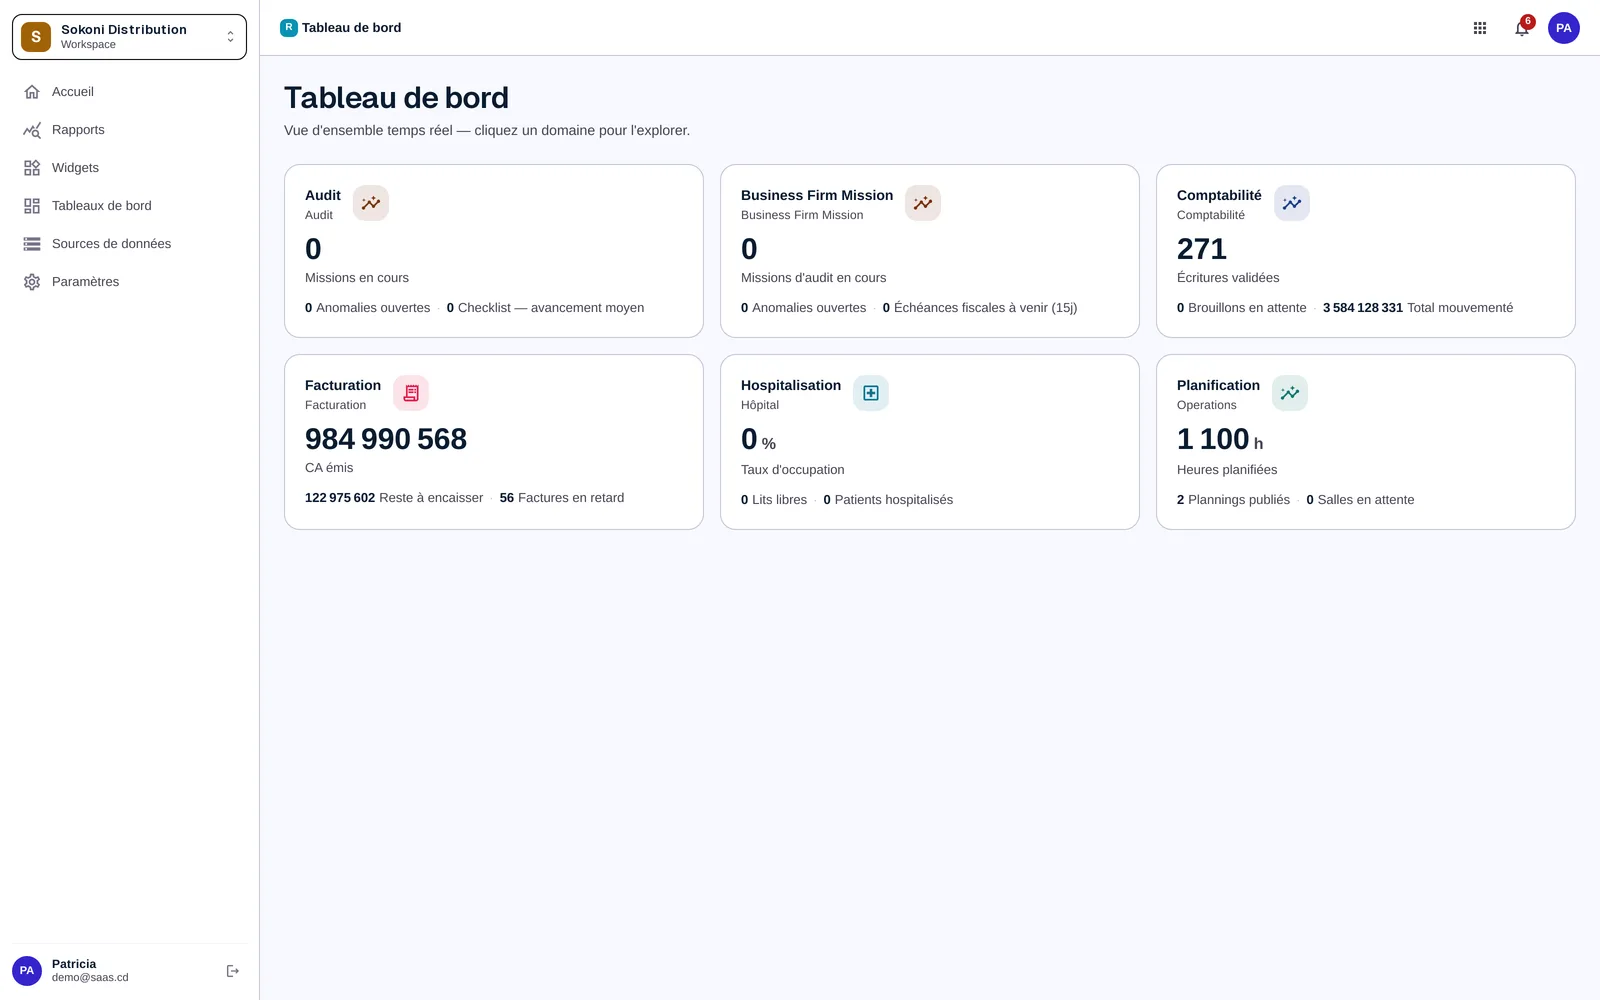 S
Sokoni Distribution
Workspace
Accueil
Rapports
Widgets
Tableaux de bord
Sources de données
Paramètres
PA
Patricia
demo@saas.cd
R Tableau de bord
6
PA
Tableau de bord
Vue d'ensemble temps réel — cliquez un domaine pour l'explorer.
Audit
Audit
0
Missions en cours
0 Anomalies ouvertes · 0 Checklist — avancement moyen
Business Firm Mission
Business Firm Mission
0
Missions d'audit en cours
0 Anomalies ouvertes · 0 Échéances fiscales à venir (15j)
Comptabilité
Comptabilité
271
Écritures validées
0 Brouillons en attente · 3 584 128 331 Total mouvementé
Facturation
Facturation
984 990 568
CA émis
122 975 602 Reste à encaisser · 56 Factures en retard
Hospitalisation
Hôpital
0 %
Taux d'occupation
0 Lits libres · 0 Patients hospitalisés
Planification
Operations
1 100 h
Heures planifiées
2 Plannings publiés · 0 Salles en attente